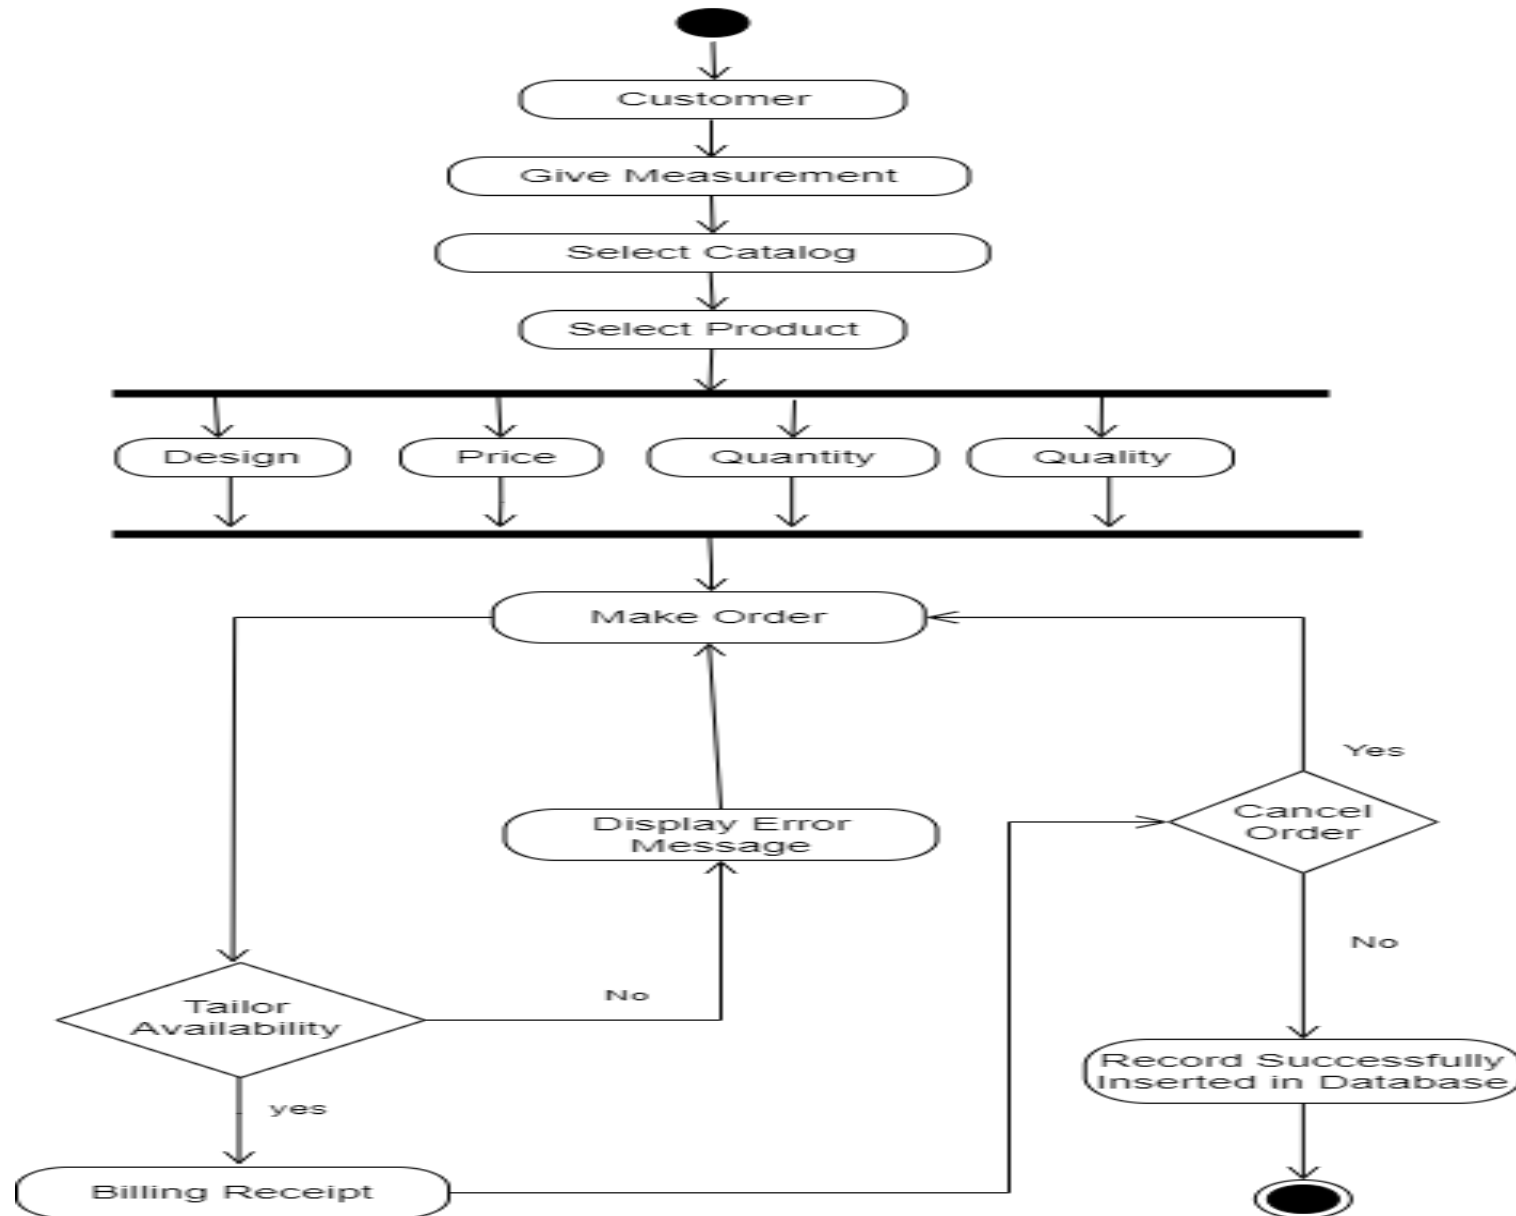 Customer
Give Measurement
Select Catalog
Select Product
Design
Price
Quantity
Quality
Make Order
Yes
Cancel
Order
Display Error
Message
No
No
Tailor
Availability
Record Successfully
Inserted in Database
yes
Billing Receipt